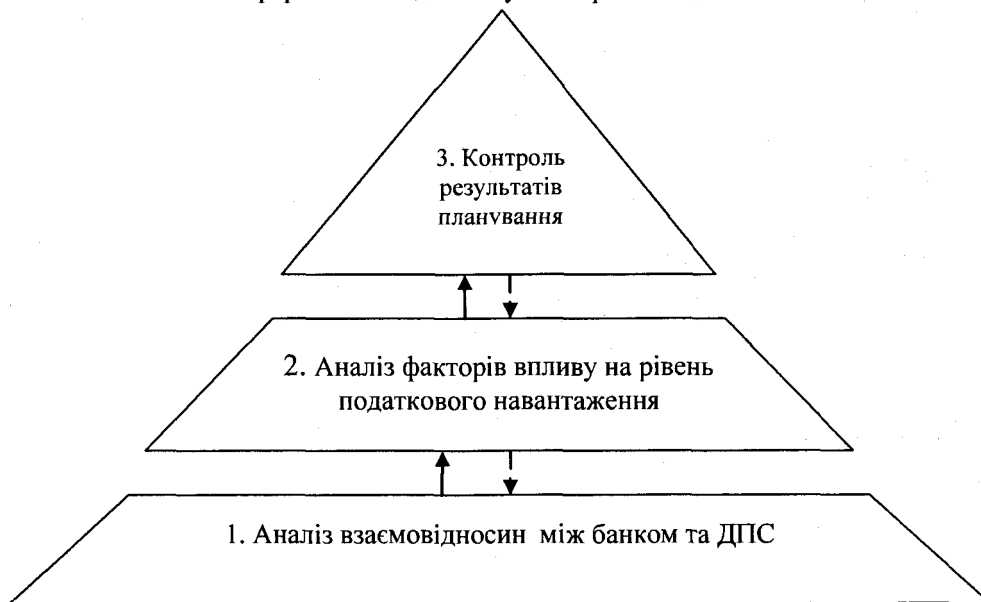 3. Контроль
результатів
планування
2. Аналіз факторів впливу на рівень
податкового навантаження
1. Аналіз взаємовідносин між банком та ДПС